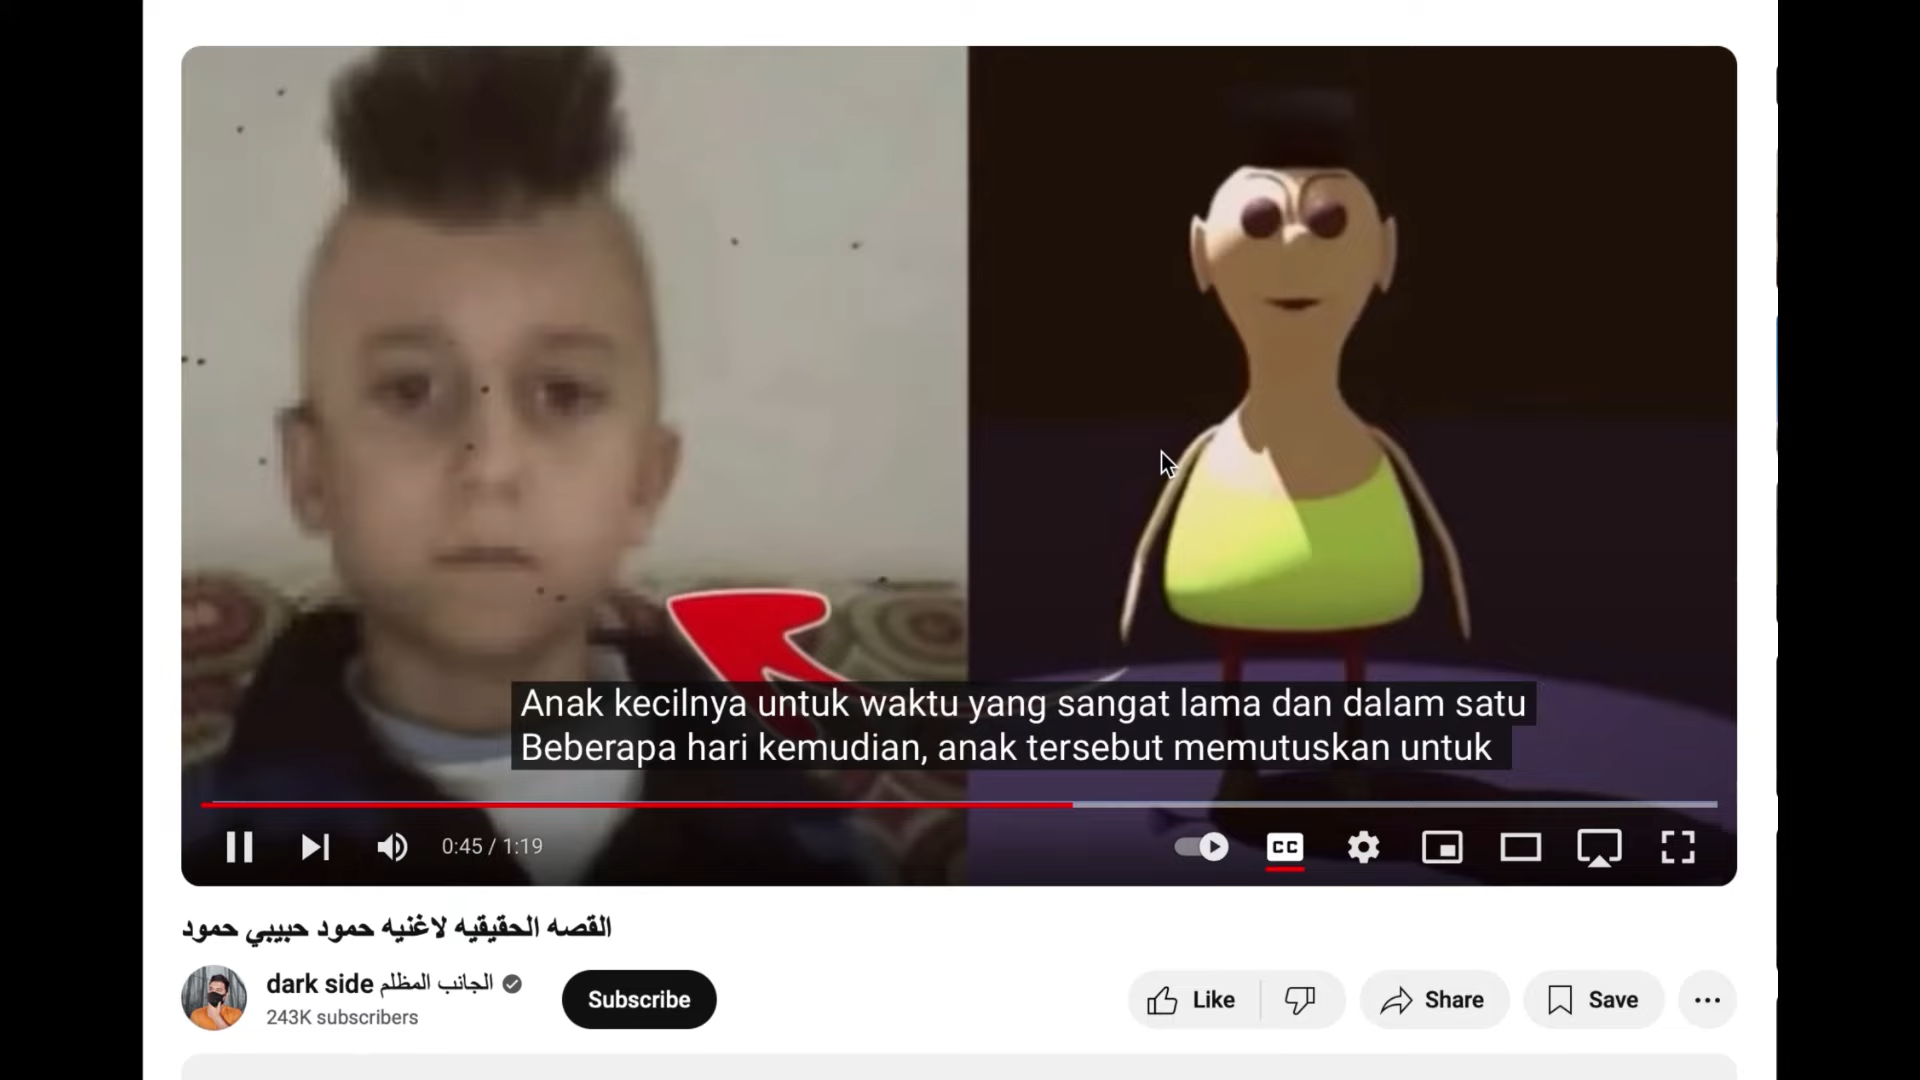 Anak kecilnya untuk waktu yang sangat lama dan dalam satu
Beberapa hari kemudian, anak tersebut memutuskan untuk
0:45 / 1:19
CC
القصه الحقيقيه لاغنيه حمود حبيبي حمود
dark side الجانب المظلم
243K subscribers
Subscribe
Like
Share
Save